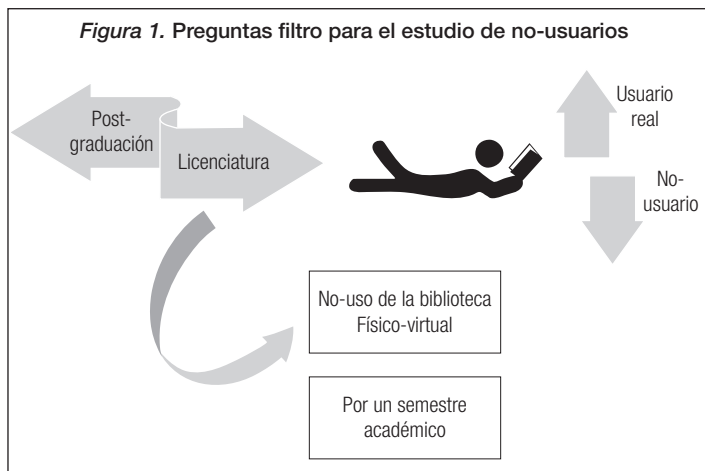 Figura 1. Preguntas filtro para el estudio de no-usuarios
Post-
graduación
Licenciatura
Usuario
real
No-
usuario
No-uso de la biblioteca
Físico-virtual
Por un semestre
académico